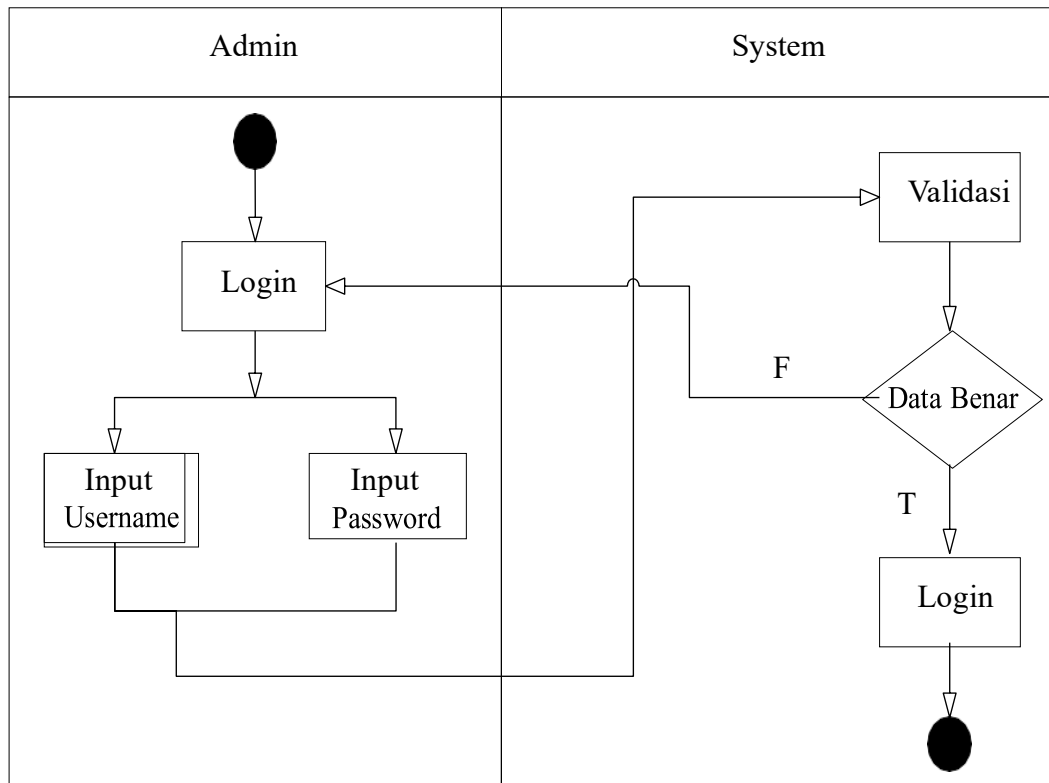 Admin
System
Login
Input
Username
Input
Password
Validasi
Data Benar
F
T
Login